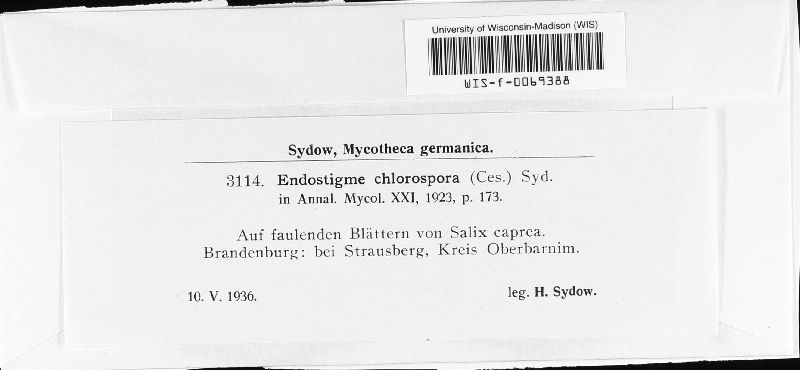 University of Wisconsin-Madison (WIS)
WIS-f-0069388
Sydow, Mycotheca germanica.
3114. Endostigme chlorospora (Ces.) Syd.
in Annal. Mycol. XXI, 1923, p. 173.
Auf faulenden Blättern von Salix caprea.
Brandenburg: bei Strausberg, Kreis Oberbarnim.
10. V. 1936.
leg. H. Sydow.